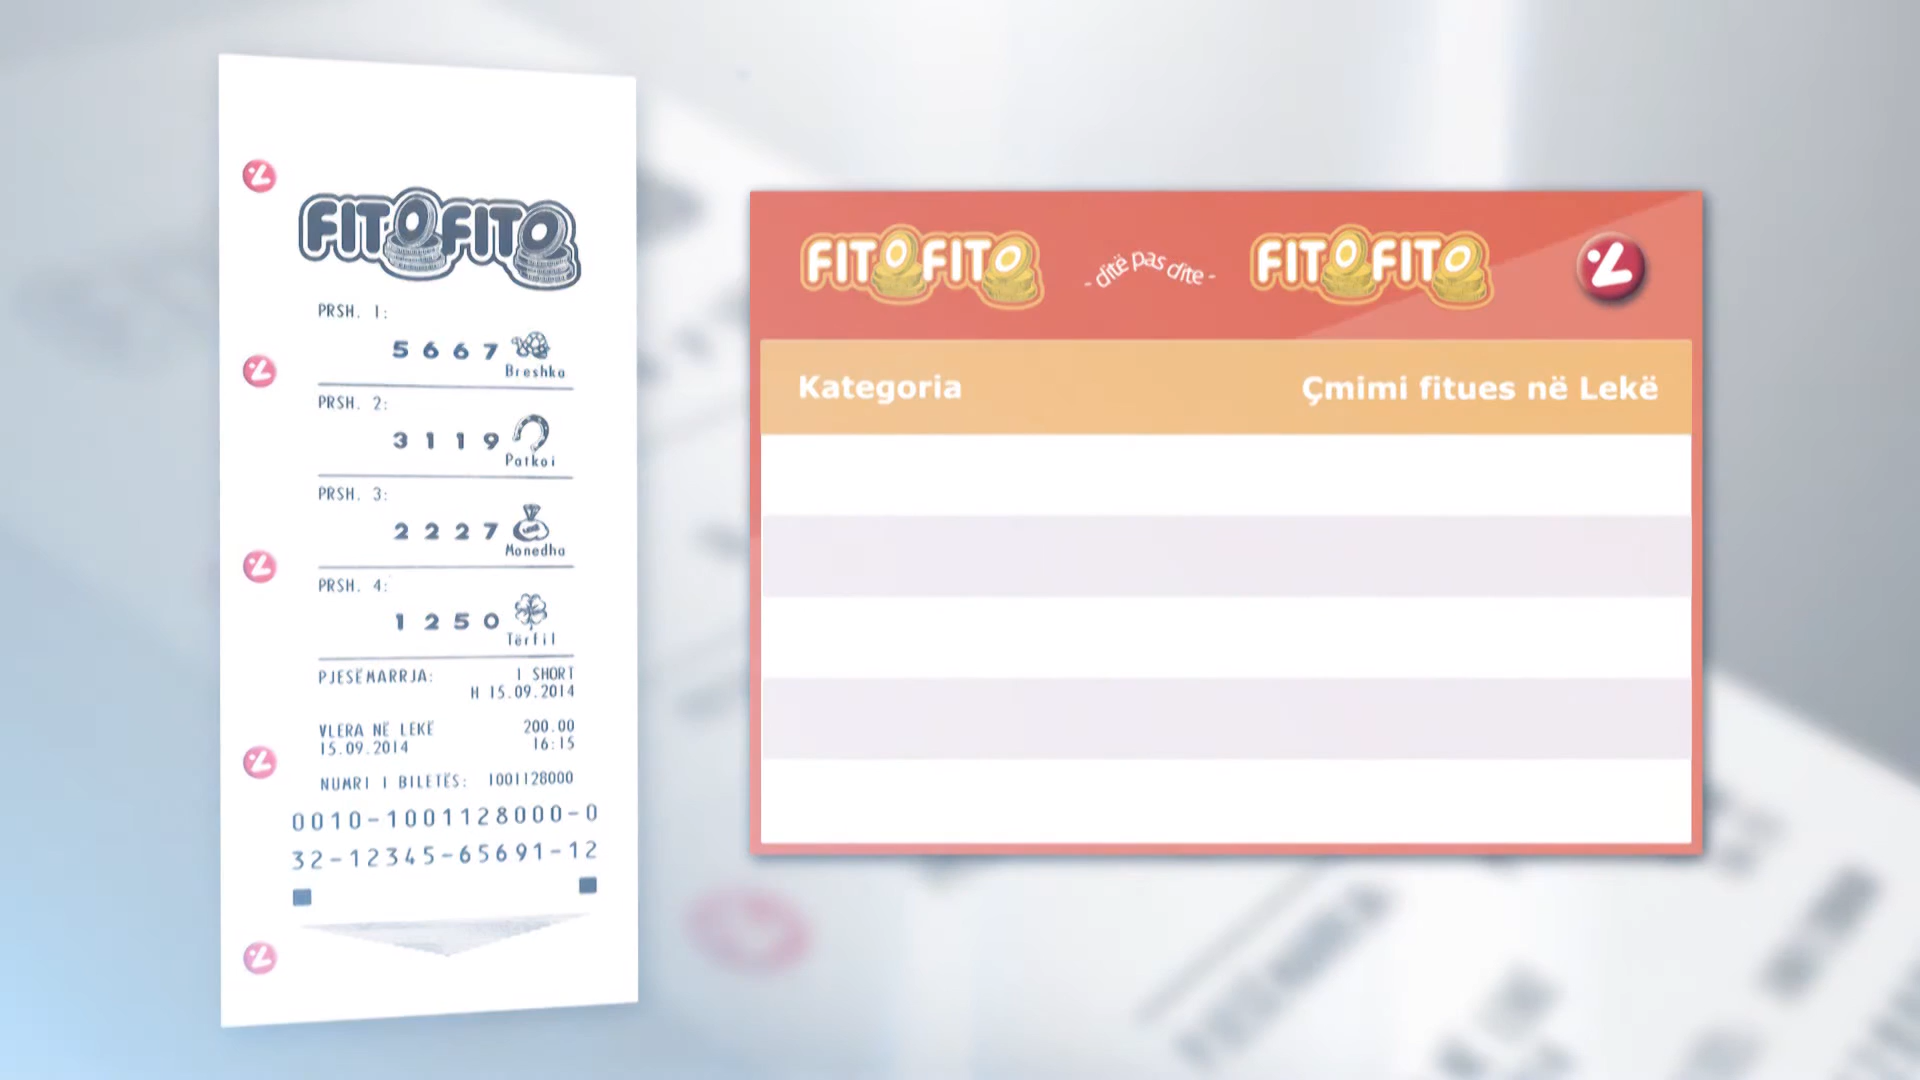 FITOFITO
PRSH. 1:
5 6 6 7
Breshka
PRSH. 2:
3 1 1 9
Patkoi
PRSH. 3:
2 2 2 7
Monedha
PRSH. 4:
1 2 5 0
Tërfil
PJESËMARRJA: 1 SHORT
H 15.09.2014
VLERA NË LEKË 200.00
15.09.2014 16:15
NUMRI I BILETËS: 1001128000
0010-1001128000-0
32-12345-65691-12
FITOFITO - ditë pas dite - FITOFITO
Kategoria Çmimi fitues në Lekë